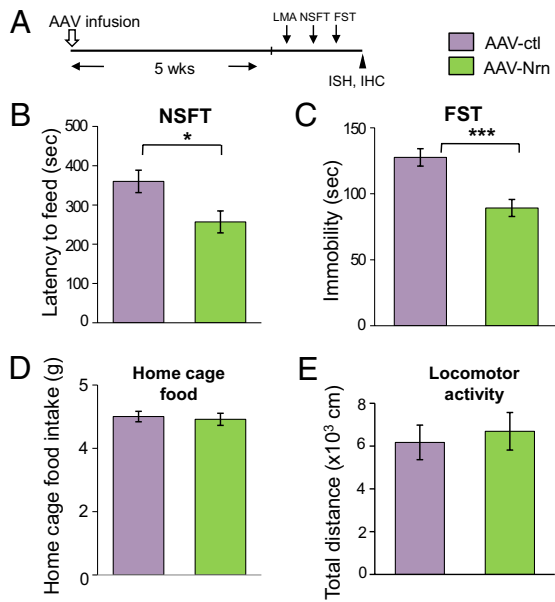 A
AAV infusion
LMA NSFT FST
5 wks
ISH, IHC
AAV-ctl
AAV-Nrn
B
NSFT
*
Latency to feed (sec)
400
300
200
100
0
C
FST
***
Immobility (sec)
150
100
50
0
D
Home cage
food
Home cage food intake (g)
5
4
0
E
Locomotor
activity
Total distance (x10³ cm)
8
6
4
2
0